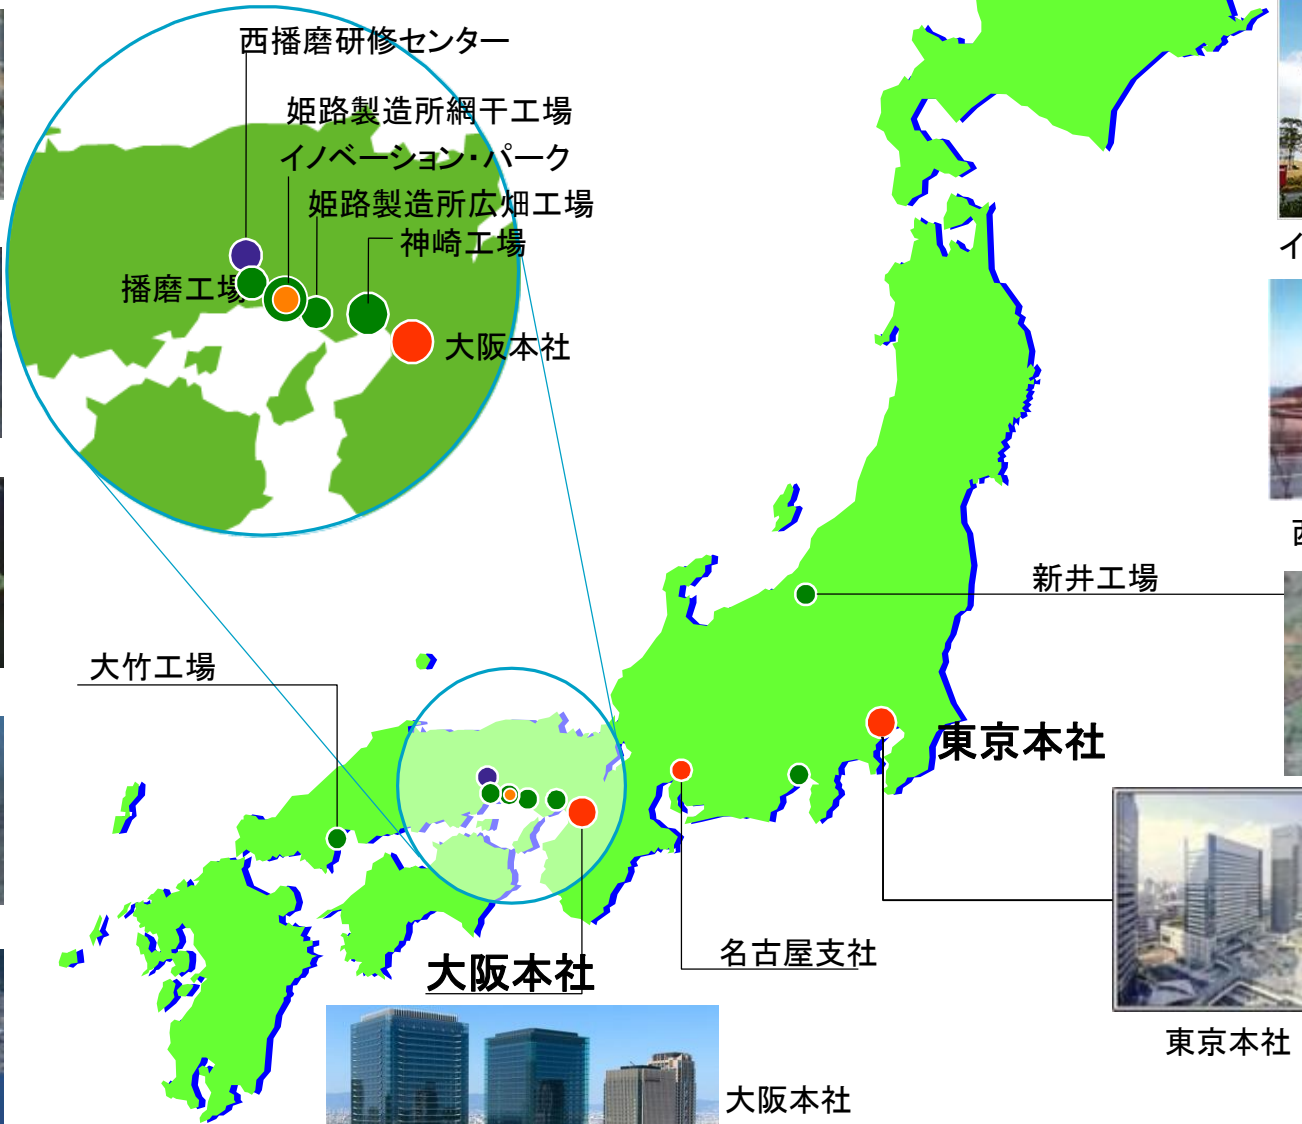 西播磨研修センター
姫路製造所網干工場
イノベーション・パーク
姫路製造所広畑工場
神崎工場
播磨工場
大阪本社
新井工場
大竹工場
東京本社
名古屋支社
大阪本社
東京本社
大阪本社
イ